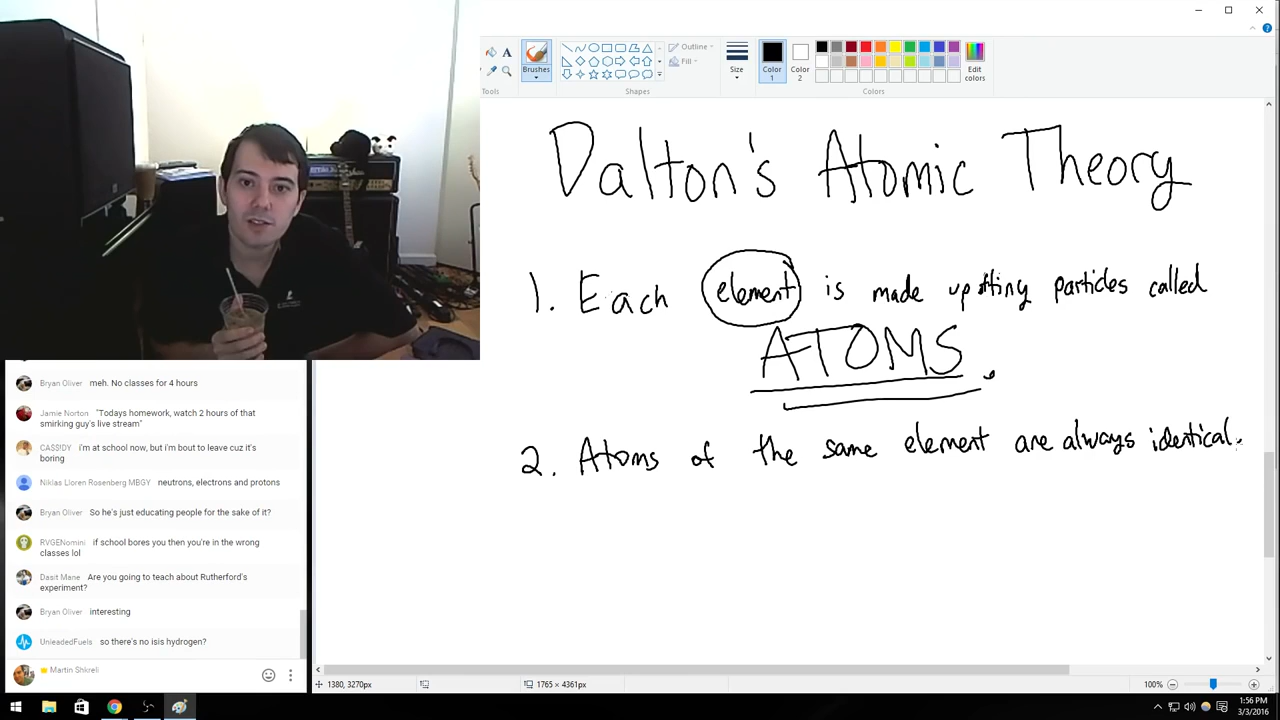 Tools
Brushes
Outline
Fill
Shapes
Size
Color 1
Color 2
Edit colors
Colors
Dalton's Atomic Theory
1. Each element is made up tiny particles called
ATOMS.
2. Atoms of the same element are always identical.
Bryan Oliver meh. No classes for 4 hours
Jamie Norton "Todays homework, watch 2 hours of that
smirking guy's live stream"
CA$$!DY i'm at school now, but i'm bout to leave cuz it's
boring
Niklas Lloren Rosenberg MBGY neutrons, electrons and protons
Bryan Oliver So he's just educating people for the sake of it?
RVGENomini if school bores you then you're in the wrong
classes lol
Dasit Mane Are you going to teach about Rutherford's
experiment?
Bryan Oliver interesting
UnleadedFuels so there's no isis hydrogen?
Martin Shkreli
1380, 3270px
1765 × 4361px
100%
1:56 PM
3/3/2016